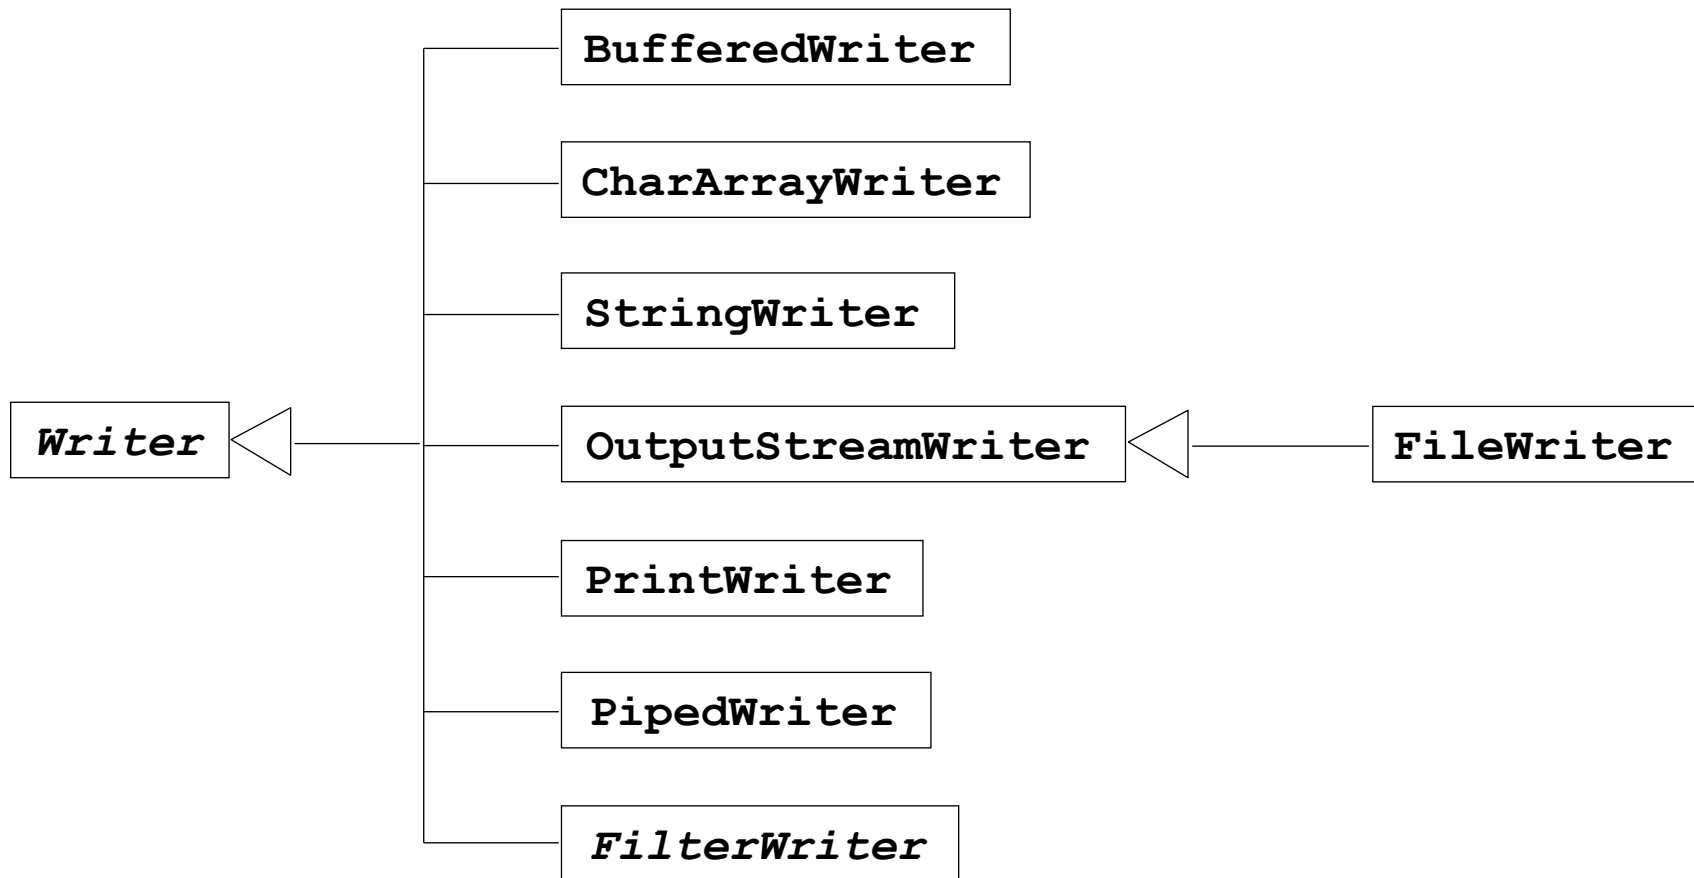 BufferedWriter
CharArrayWriter
StringWriter
Writer
OutputStreamWriter
FileWriter
PrintWriter
PipedWriter
FilterWriter